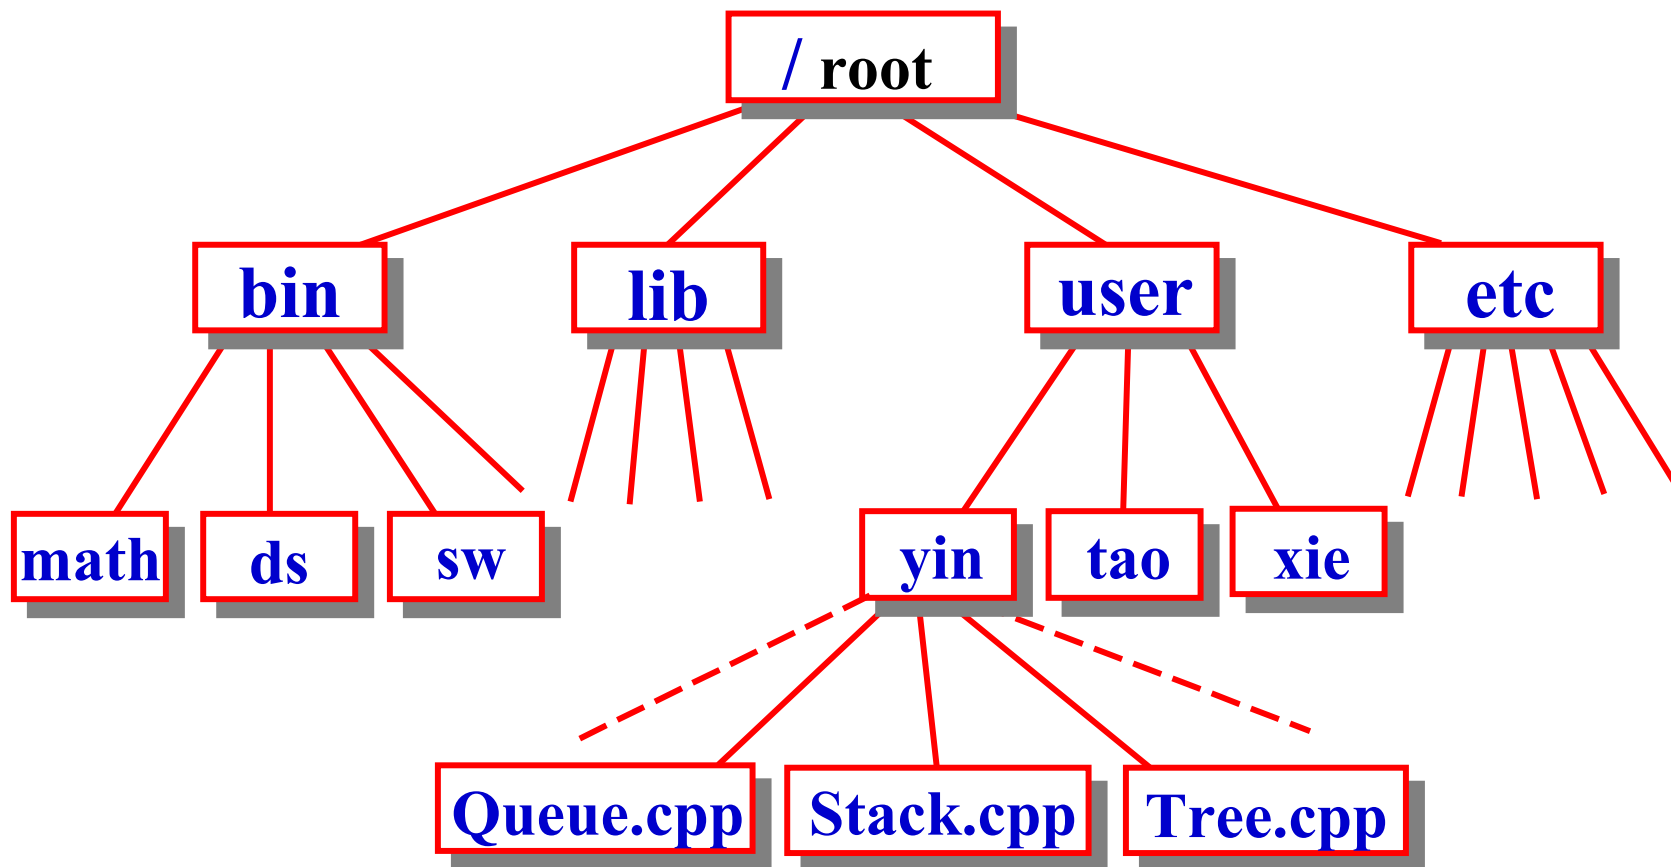 / root
bin
lib
user
etc
math
ds
sw
yin
tao
xie
Queue.cpp
Stack.cpp
Tree.cpp